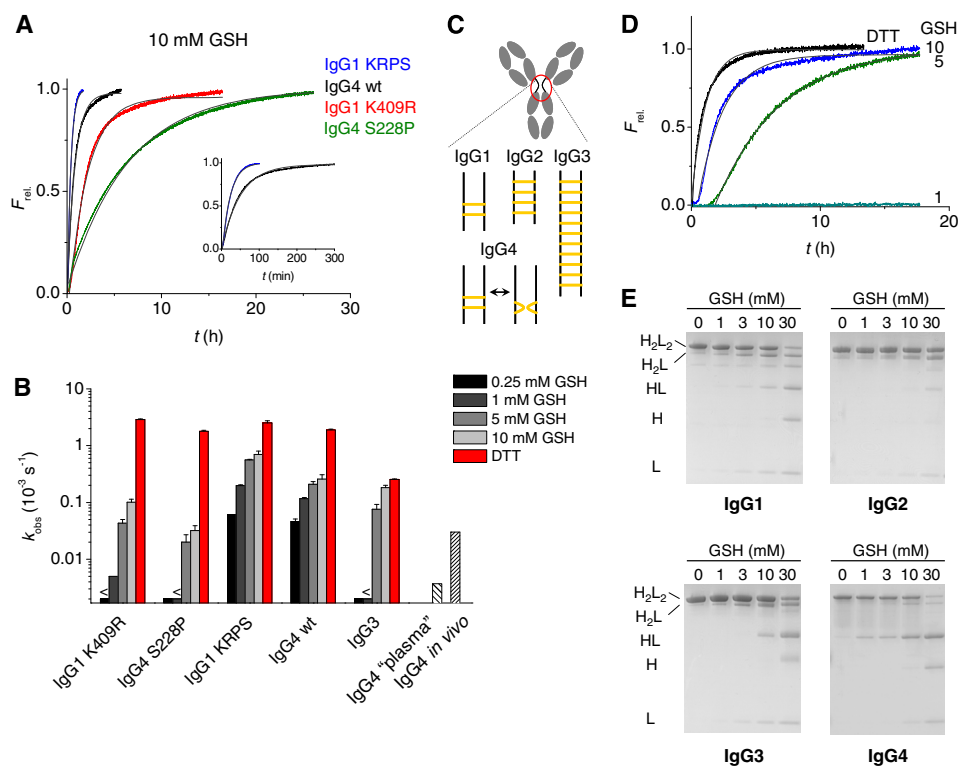 A
10 mM GSH
IgG1 KRPS
IgG4 wt
IgG1 K409R
IgG4 S228P
1.0
0.5
0.0
F rel.
0 10 20 30
t (h)
1.0
0.5
0.0
0 100 200 300
t (min)
C
IgG1 IgG2 IgG3
IgG4
D
DTT
GSH
10
5
1
1.0
0.5
0.0
F rel.
0 10 20
t (h)
B
10
1
0.1
0.01
k obs (10⁻³ s⁻¹)
0.25 mM GSH
1 mM GSH
5 mM GSH
10 mM GSH
DTT
< < <
IgG1 K409R
IgG4 S228P
IgG1 KRPS
IgG4 wt
IgG3
IgG4 “plasma”
IgG4 in vivo
E
GSH (mM) GSH (mM)
0 1 3 10 30 0 1 3 10 30
H₂L₂
H₂L
HL
H
L
IgG1 IgG2
GSH (mM) GSH (mM)
0 1 3 10 30 0 1 3 10 30
H₂L₂
H₂L
HL
H
L
IgG3 IgG4